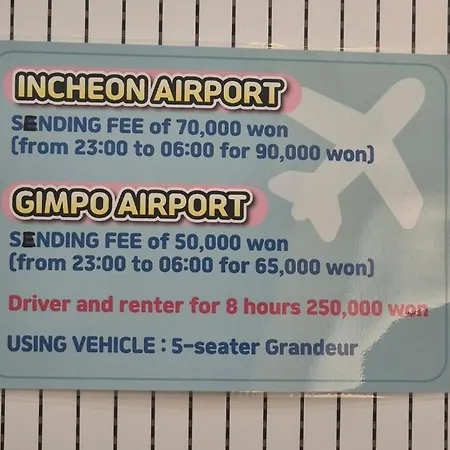 INCHEON AIRPORT
SENDING FEE of 70,000 won
(from 23:00 to 06:00 for 90,000 won)
GIMPO AIRPORT
SENDING FEE of 50,000 won
(from 23:00 to 06:00 for 65,000 won)
Driver and renter for 8 hours 250,000 won
USING VEHICLE : 5-seater Grandeur